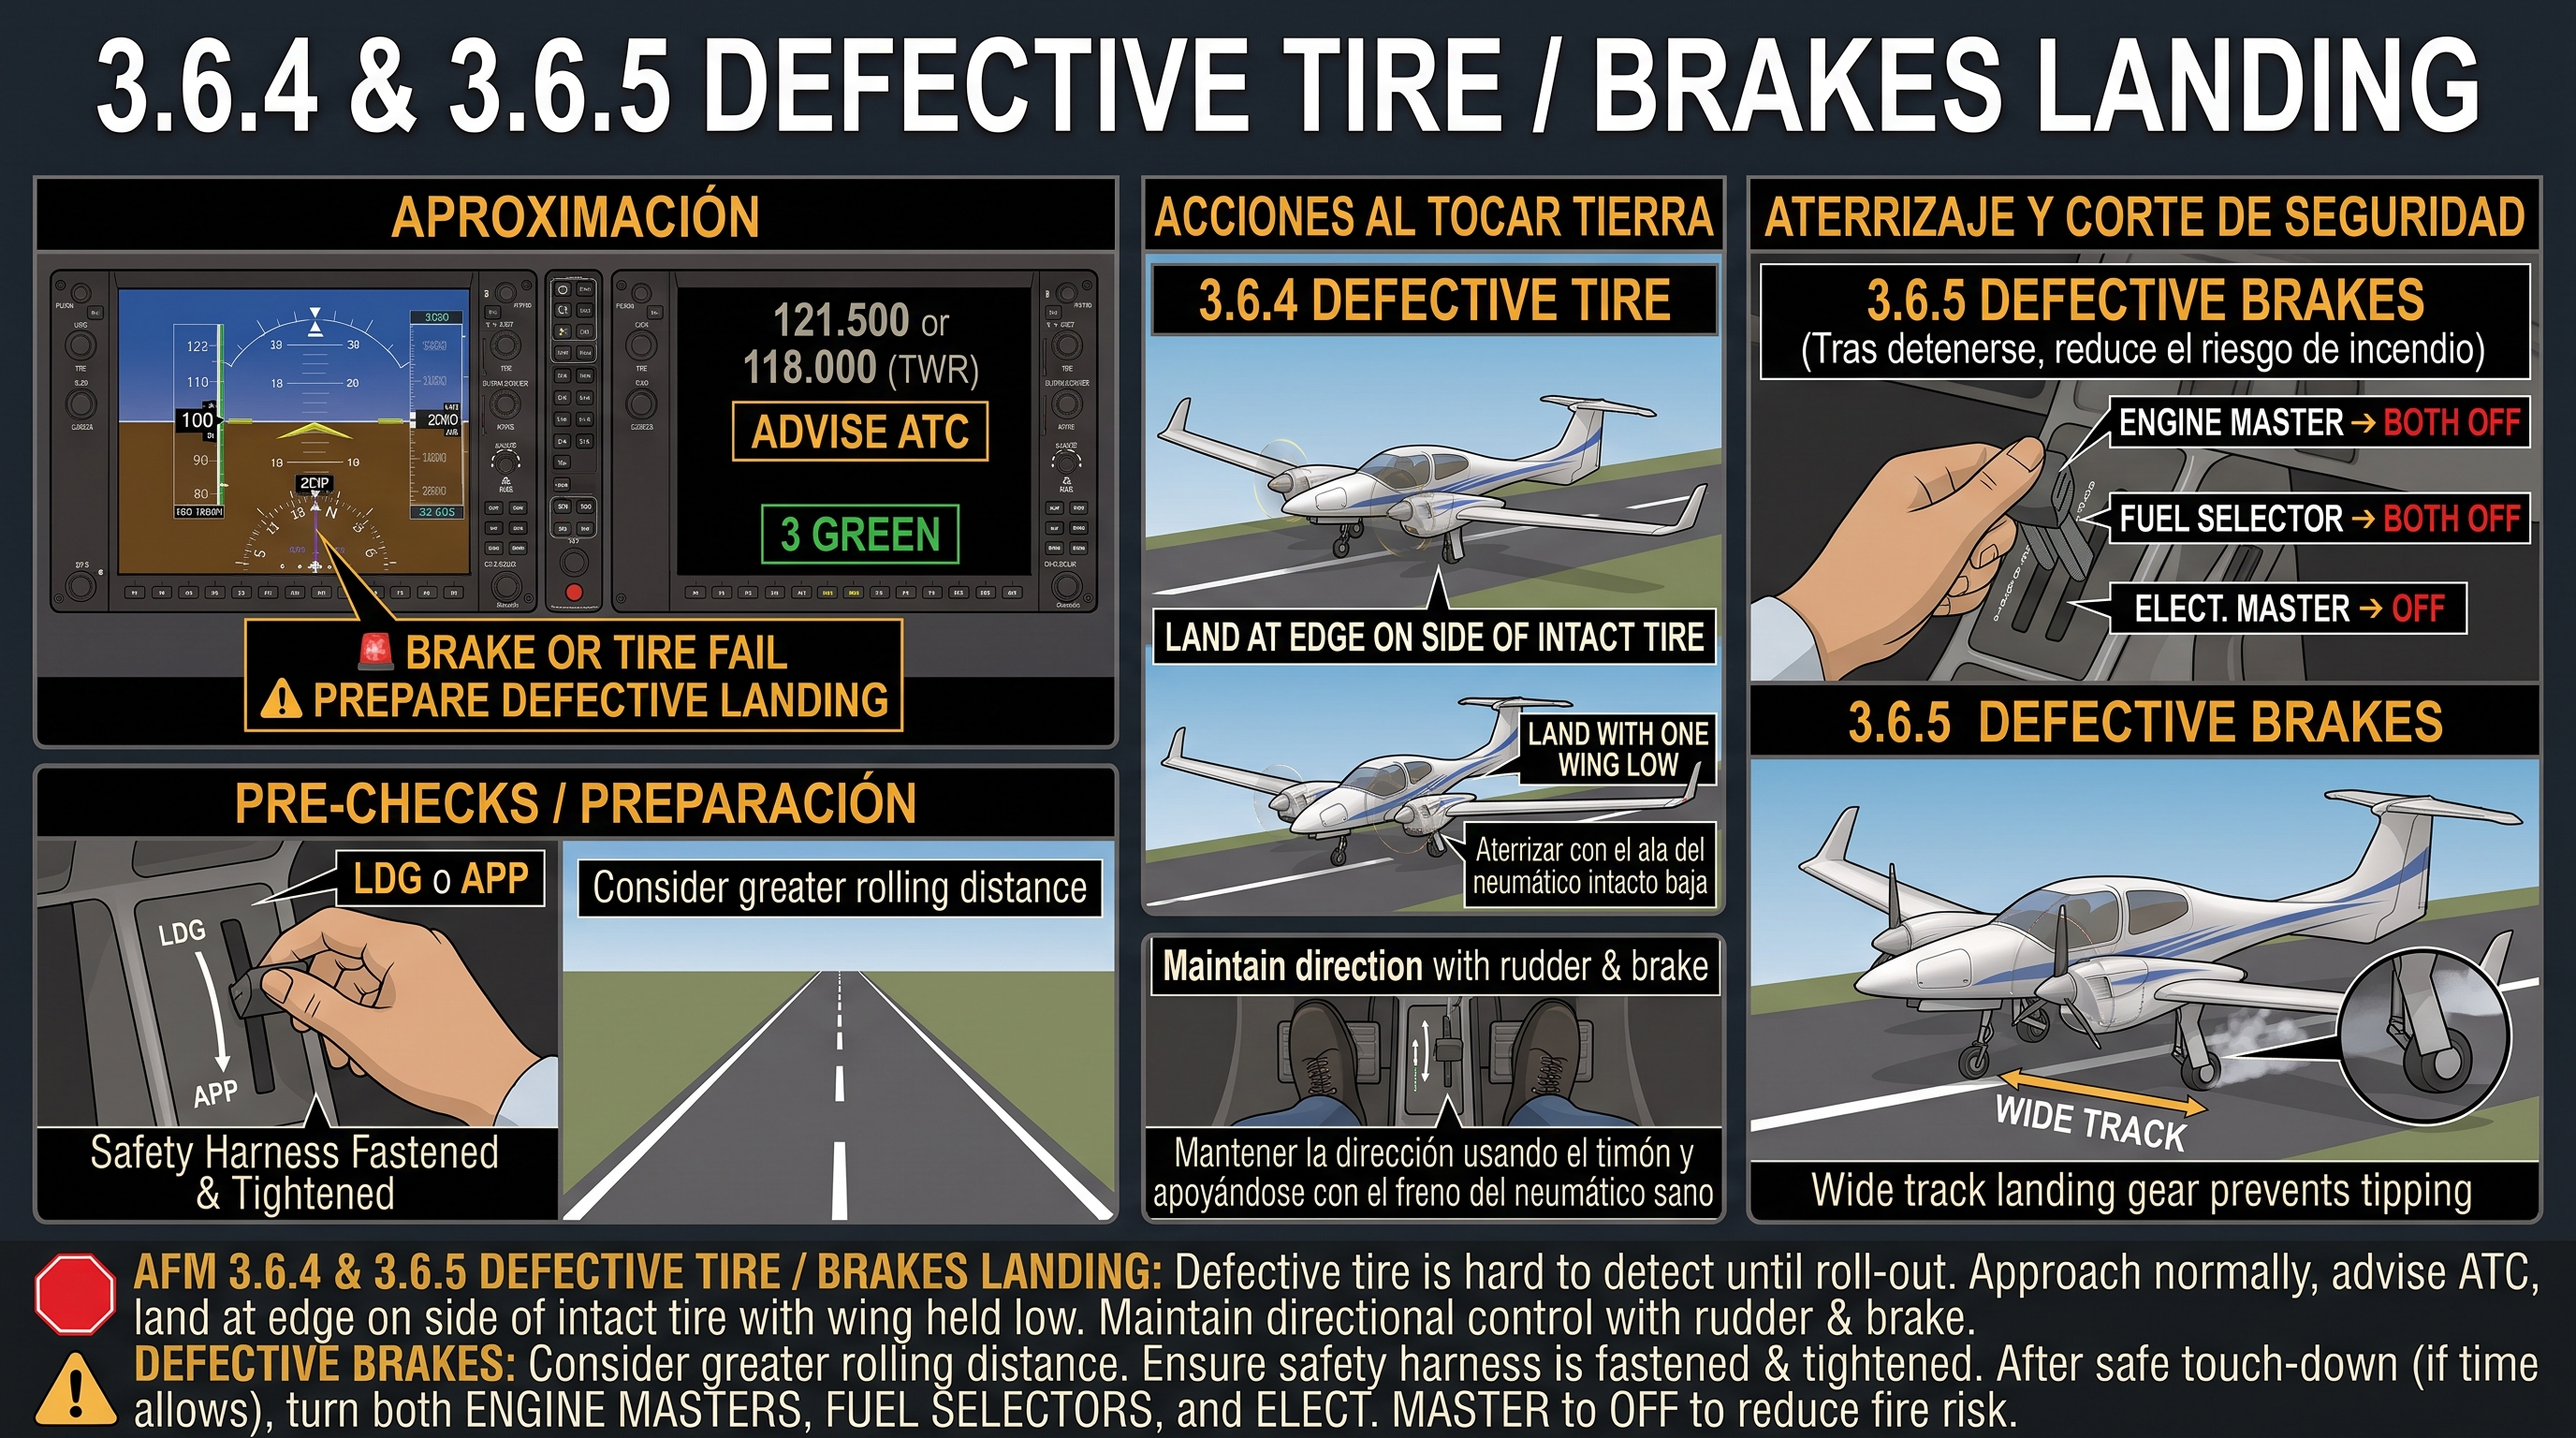 3.6.4 & 3.6.5 DEFECTIVE TIRE / BRAKES LANDING
APROXIMACIÓN
122
110
100
90
80
10
20
30
10
121.500 or
118.000 (TWR)
ADVISE ATC
3 GREEN
BRAKE OR TIRE FAIL
PREPARE DEFECTIVE LANDING
PRE-CHECKS / PREPARACIÓN
LDG o APP
LDG
APP
Safety Harness Fastened
& Tightened
Consider greater rolling distance
ACCIONES AL TOCAR TIERRA
3.6.4 DEFECTIVE TIRE
LAND AT EDGE ON SIDE OF INTACT TIRE
LAND WITH ONE
WING LOW
Aterrizar con el ala del
neumático intacto baja
Maintain direction with rudder & brake
Mantener la dirección usando el timón y
apoyándose con el freno del neumático sano
ATERRIZAJE Y CORTE DE SEGURIDAD
3.6.5 DEFECTIVE BRAKES
(Tras detenerse, reduce el riesgo de incendio)
ENGINE MASTER → BOTH OFF
FUEL SELECTOR → BOTH OFF
ELECT. MASTER → OFF
3.6.5 DEFECTIVE BRAKES
WIDE TRACK
Wide track landing gear prevents tipping
AFM 3.6.4 & 3.6.5 DEFECTIVE TIRE / BRAKES LANDING: Defective tire is hard to detect until roll-out. Approach normally, advise ATC,
land at edge on side of intact tire with wing held low. Maintain directional control with rudder & brake.
DEFECTIVE BRAKES: Consider greater rolling distance. Ensure safety harness is fastened & tightened. After safe touch-down (if time
allows), turn both ENGINE MASTERS, FUEL SELECTORS, and ELECT. MASTER to OFF to reduce fire risk.